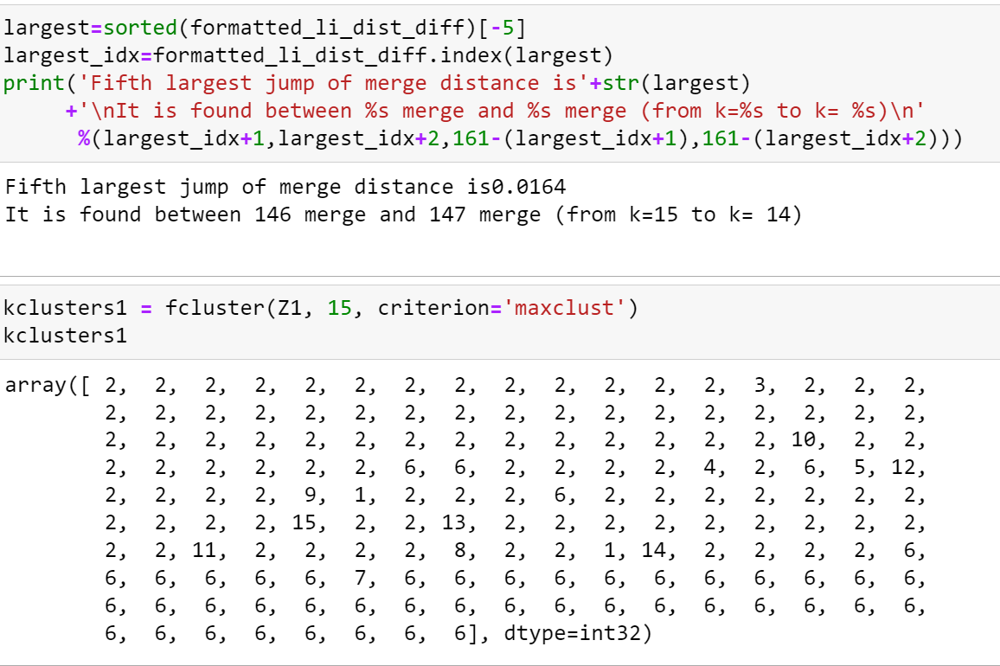 largest=sorted(formatted_li_dist_diff)[-5]
largest_idx=formatted_li_dist_diff.index(largest)
print('Fifth largest jump of merge distance is'+str(largest)
     +'\nIt is found between %s merge and %s merge (from k=%s to k= %s)\n'
      %(largest_idx+1,largest_idx+2,161-(largest_idx+1),161-(largest_idx+2)))
Fifth largest jump of merge distance is0.0164
It is found between 146 merge and 147 merge (from k=15 to k= 14)
kclusters1 = fcluster(Z1, 15, criterion='maxclust')
kclusters1
array([ 2,  2,  2,  2,  2,  2,  2,  2,  2,  2,  2,  2,  2,  3,  2,  2,  2,
        2,  2,  2,  2,  2,  2,  2,  2,  2,  2,  2,  2,  2,  2,  2,  2,  2,
        2,  2,  2,  2,  2,  2,  2,  2,  2,  2,  2,  2,  2,  2, 10,  2,  2,
        2,  2,  2,  2,  2,  2,  6,  6,  2,  2,  2,  2,  4,  2,  6,  5, 12,
        2,  2,  2,  2,  9,  1,  2,  2,  2,  6,  2,  2,  2,  2,  2,  2,  2,
        2,  2,  2,  2, 15,  2,  2, 13,  2,  2,  2,  2,  2,  2,  2,  2,  2,
        2,  2, 11,  2,  2,  2,  2,  8,  2,  2,  1, 14,  2,  2,  2,  2,  6,
        6,  6,  6,  6,  6,  7,  6,  6,  6,  6,  6,  6,  6,  6,  6,  6,  6,
        6,  6,  6,  6,  6,  6,  6,  6,  6,  6,  6,  6,  6,  6,  6,  6,  6,
        6,  6,  6,  6,  6,  6,  6,  6], dtype=int32)